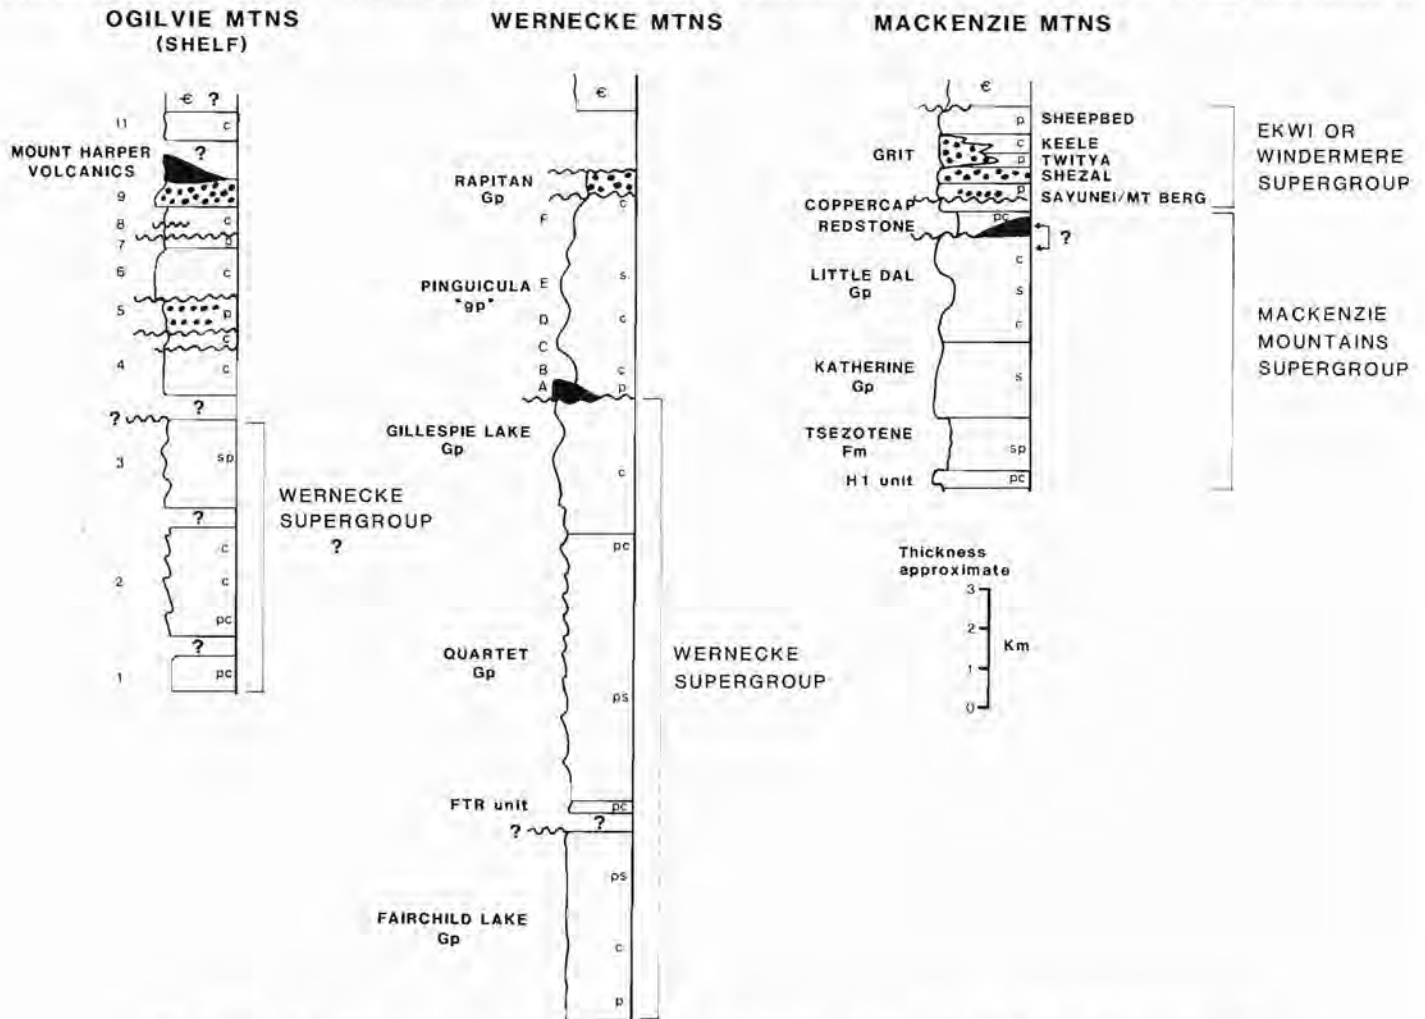 OGILVIE MTNS
(SHELF)
€ ?
11
c
?
MOUNT HARPER
VOLCANICS
9
8
c
7
p
6
c
5
p
c
4
c
?
?
3
sp
?
2
c
c
pc
?
1
pc
WERNECKE
SUPERGROUP
?
WERNECKE MTNS
€
RAPITAN
Gp
c
F
PINGUICULA
"gp"
E
s
D
c
C
B
c
A
p
GILLESPIE LAKE
Gp
c
pc
QUARTET
Gp
ps
FTR unit
pc
?
?
ps
FAIRCHILD LAKE
Gp
c
p
WERNECKE
SUPERGROUP
MACKENZIE MTNS
€
p SHEEPBED
c KEELE
GRIT
p TWITYA
SHEZAL
p
SAYUNEI/MT BERG
COPPERCAP
pc
REDSTONE
?
LITTLE DAL
Gp
c
s
c
KATHERINE
Gp
s
TSEZOTENE
Fm
sp
H1 unit
pc
EKWI OR
WINDERMERE
SUPERGROUP
MACKENZIE
MOUNTAINS
SUPERGROUP
Thickness
approximate
3
2
1
0
Km